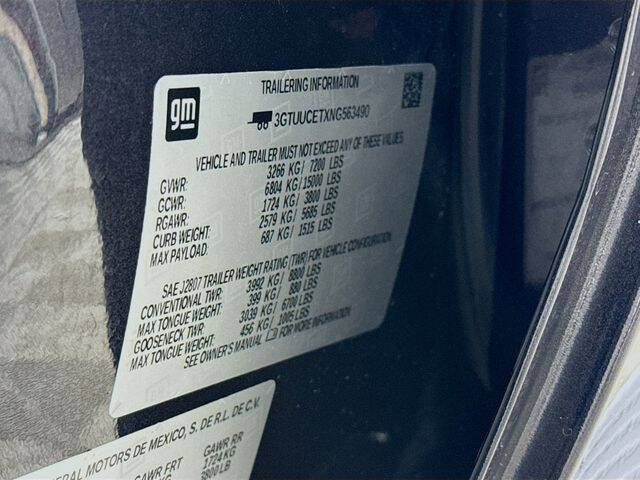 TRAILERING INFORMATION
gm
3GTUUCETXNG563490
VEHICLE AND TRAILER MUST NOT EXCEED ANY OF THESE VALUES
GVWR: 3266 KG/ 7200 LBS
GCWR: 6804 KG/15000 LBS
RGAWR: 1724 KG/ 3800 LBS
CURB WEIGHT: 2579 KG/ 5685 LBS
MAX PAYLOAD: 687 KG/ 1515 LBS
SAE J2807 TRAILER WEIGHT RATING (TWR) FOR VEHICLE CONFIGURATION
CONVENTIONAL TWR: 3992 KG/ 8800 LBS
MAX TONGUE WEIGHT: 399 KG/ 880 LBS
GOOSENECK TWR: 3039 KG/ 6700 LBS
MAX TONGUE WEIGHT: 456 KG/ 1005 LBS
SEE OWNER'S MANUAL FOR MORE INFORMATION
ERAL MOTORS DE MEXICO, S. DE R.L. DE C.V.
GAWR FRT GAWR RR
1724 KG
3800 LB